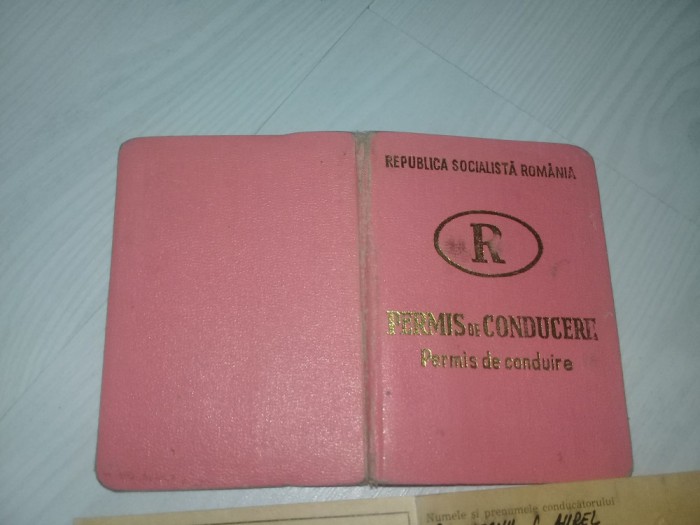 REPUBLICA SOCIALISTĂ ROMÂNIA
R
PERMIS DE CONDUCERE
Permis de conduire
Numele și prenumele conducătorului